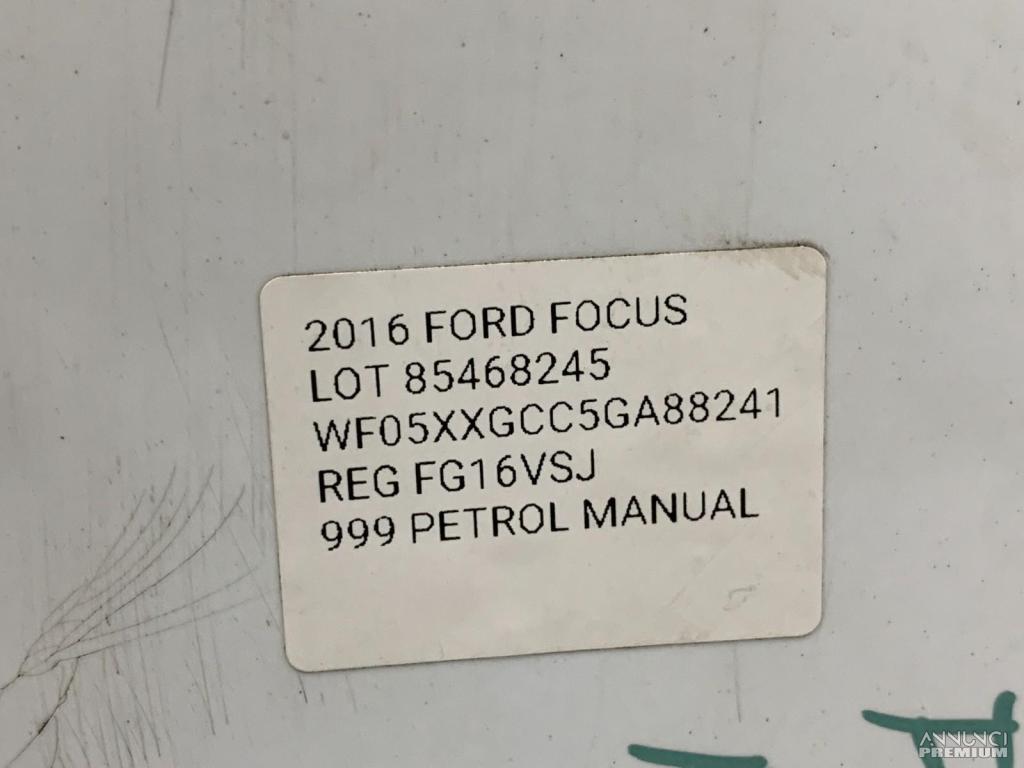 2016 FORD FOCUS
LOT 85468245
WF05XXGCC5GA88241
REG FG16VSJ
999 PETROL MANUAL
ANNUNCI
PREMIUM